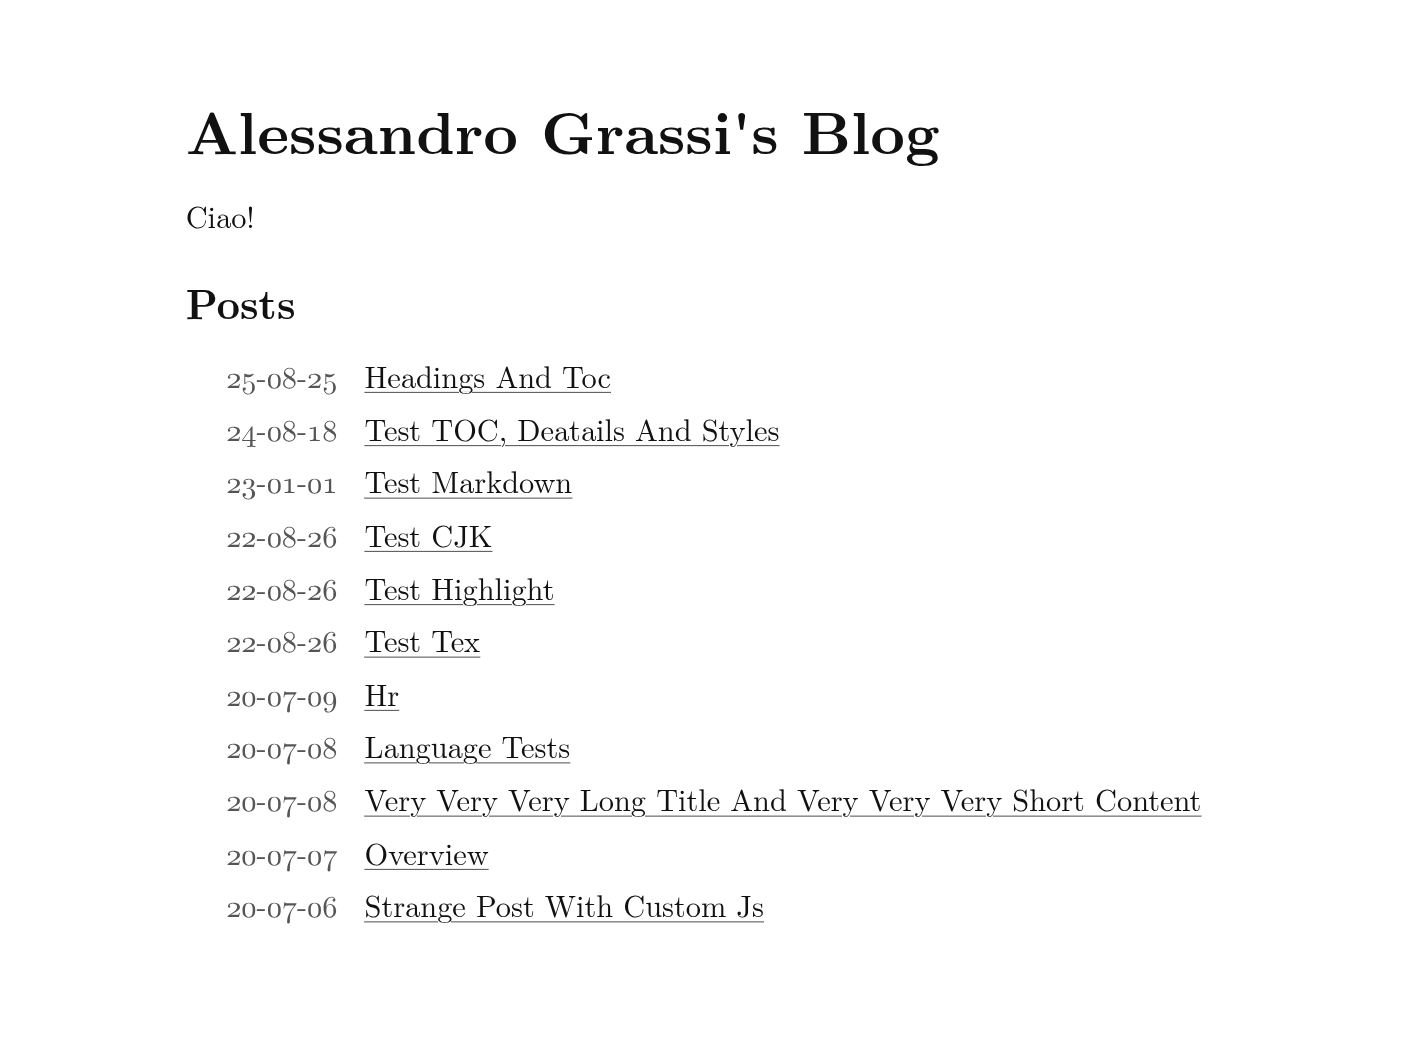 Alessandro Grassi's Blog
Ciao!
Posts
25-08-25 Headings And Toc
24-08-18 Test TOC, Deatails And Styles
23-01-01 Test Markdown
22-08-26 Test CJK
22-08-26 Test Highlight
22-08-26 Test Tex
20-07-09 Hr
20-07-08 Language Tests
20-07-08 Very Very Very Long Title And Very Very Very Short Content
20-07-07 Overview
20-07-06 Strange Post With Custom Js